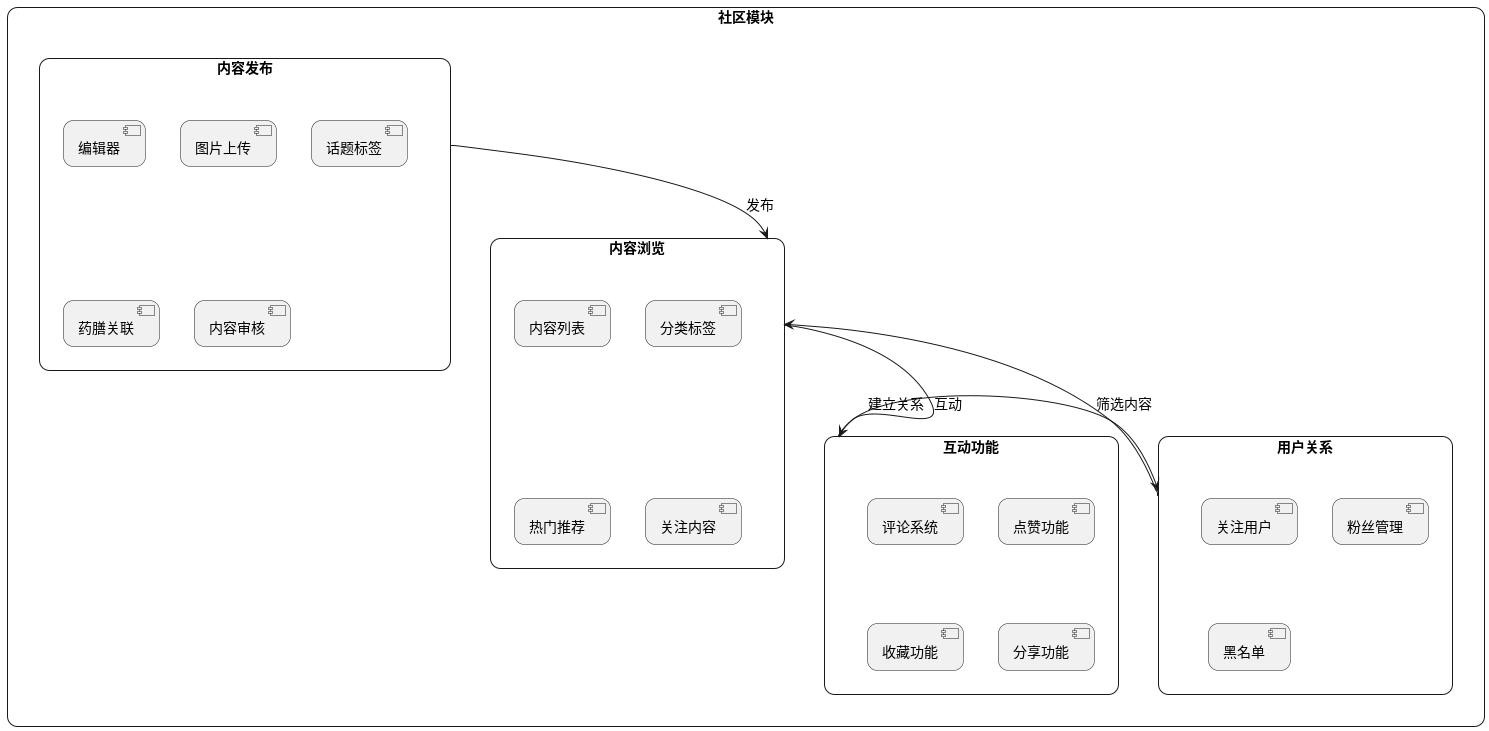 社区模块
内容发布
编辑器
图片上传
话题标签
药膳关联
内容审核
发布
内容浏览
内容列表
分类标签
热门推荐
关注内容
建立关系
互动
筛选内容
互动功能
评论系统
点赞功能
收藏功能
分享功能
用户关系
关注用户
粉丝管理
黑名单